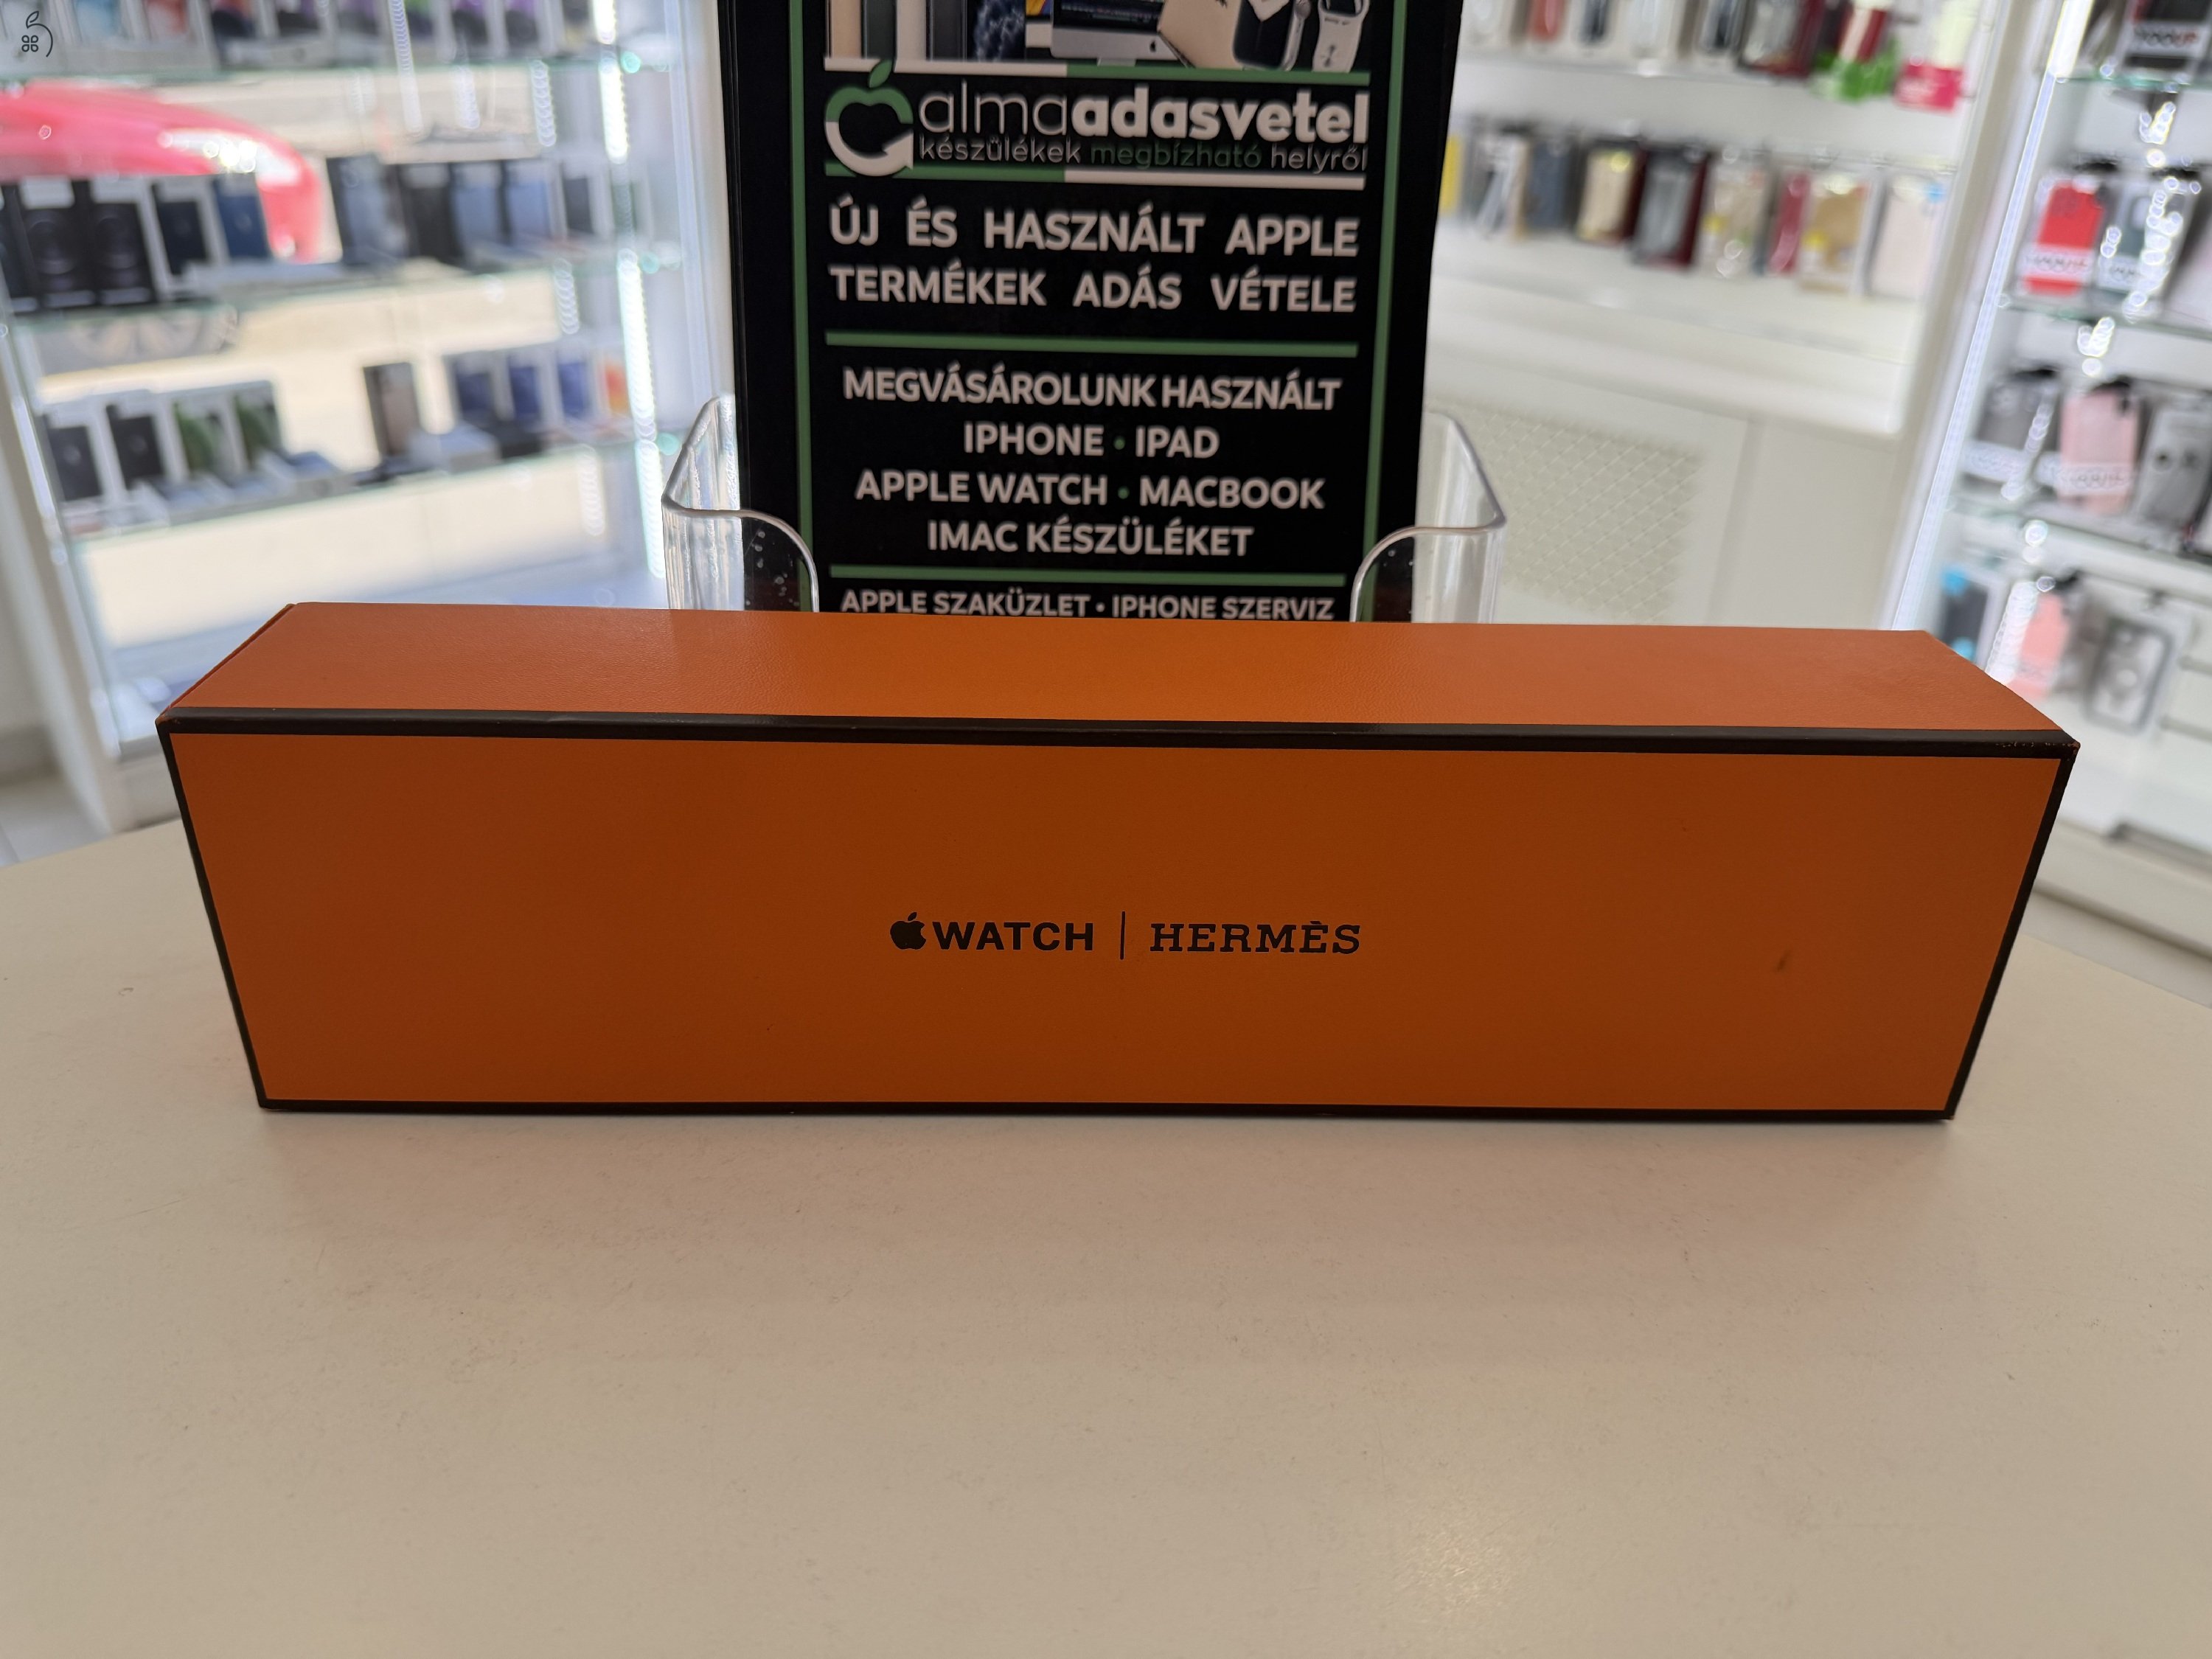 almaadasvetel
készülékek megbízható helyről
ÚJ ÉS HASZNÁLT APPLE
TERMÉKEK ADÁS VÉTELE
MEGVÁSÁROLUNK HASZNÁLT
IPHONE • IPAD
APPLE WATCH • MACBOOK
IMAC KÉSZÜLÉKET
APPLE SZAKÜZLET • IPHONE SZERVIZ
WATCH | HERMÈS